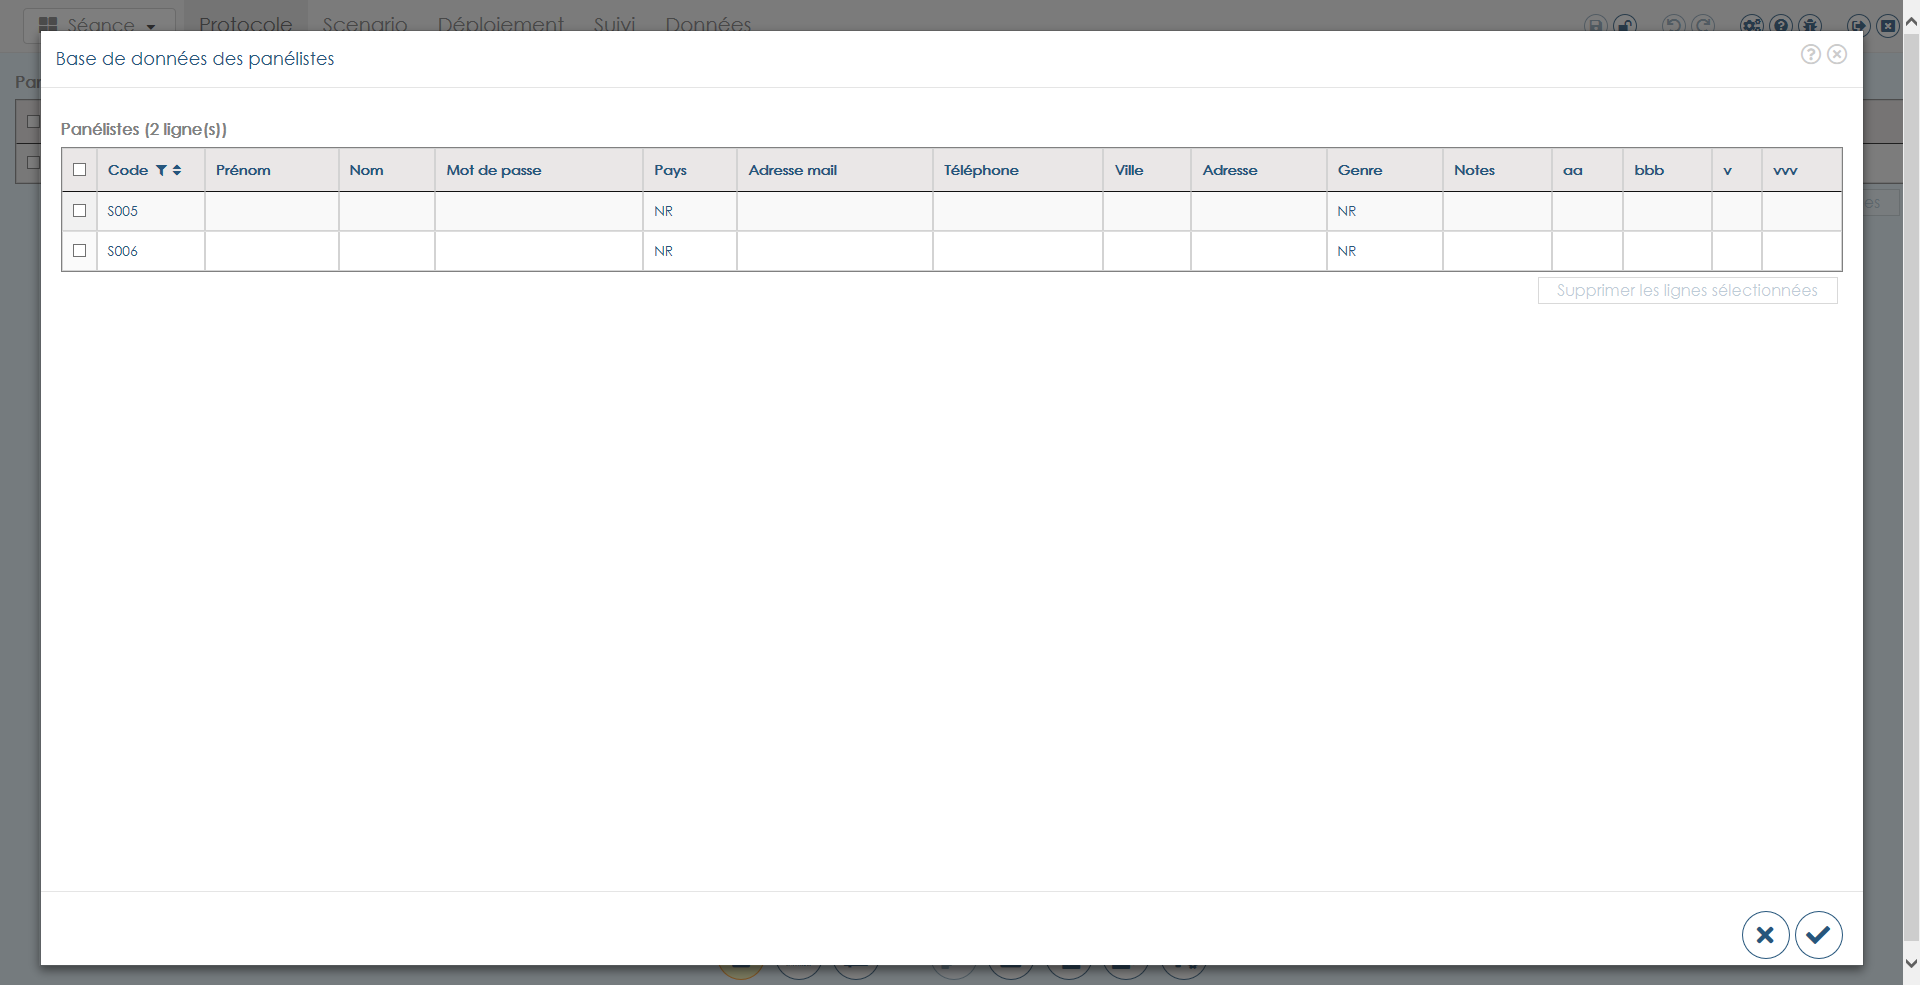 Séance Protocole Scenario Déploiement Suivi Données
Base de données des panélistes
Panélistes (2 ligne(s))
Code Prénom Nom Mot de passe Pays Adresse mail Téléphone Ville Adresse Genre Notes aa bbb v vvv
S005 NR NR
S006 NR NR
Supprimer les lignes sélectionnées